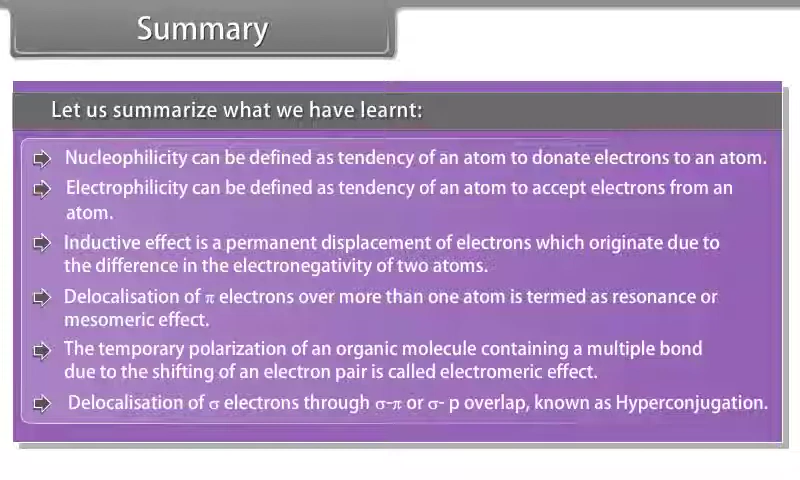 Summary
Let us summarize what we have learnt:
Nucleophilicity can be defined as tendency of an atom to donate electrons to an atom.
Electrophilicity can be defined as tendency of an atom to accept electrons from an
atom.
Inductive effect is a permanent displacement of electrons which originate due to
the difference in the electronegativity of two atoms.
Delocalisation of π electrons over more than one atom is termed as resonance or
mesomeric effect.
The temporary polarization of an organic molecule containing a multiple bond
due to the shifting of an electron pair is called electromeric effect.
Delocalisation of σ electrons through σ-π or σ- p overlap, known as Hyperconjugation.